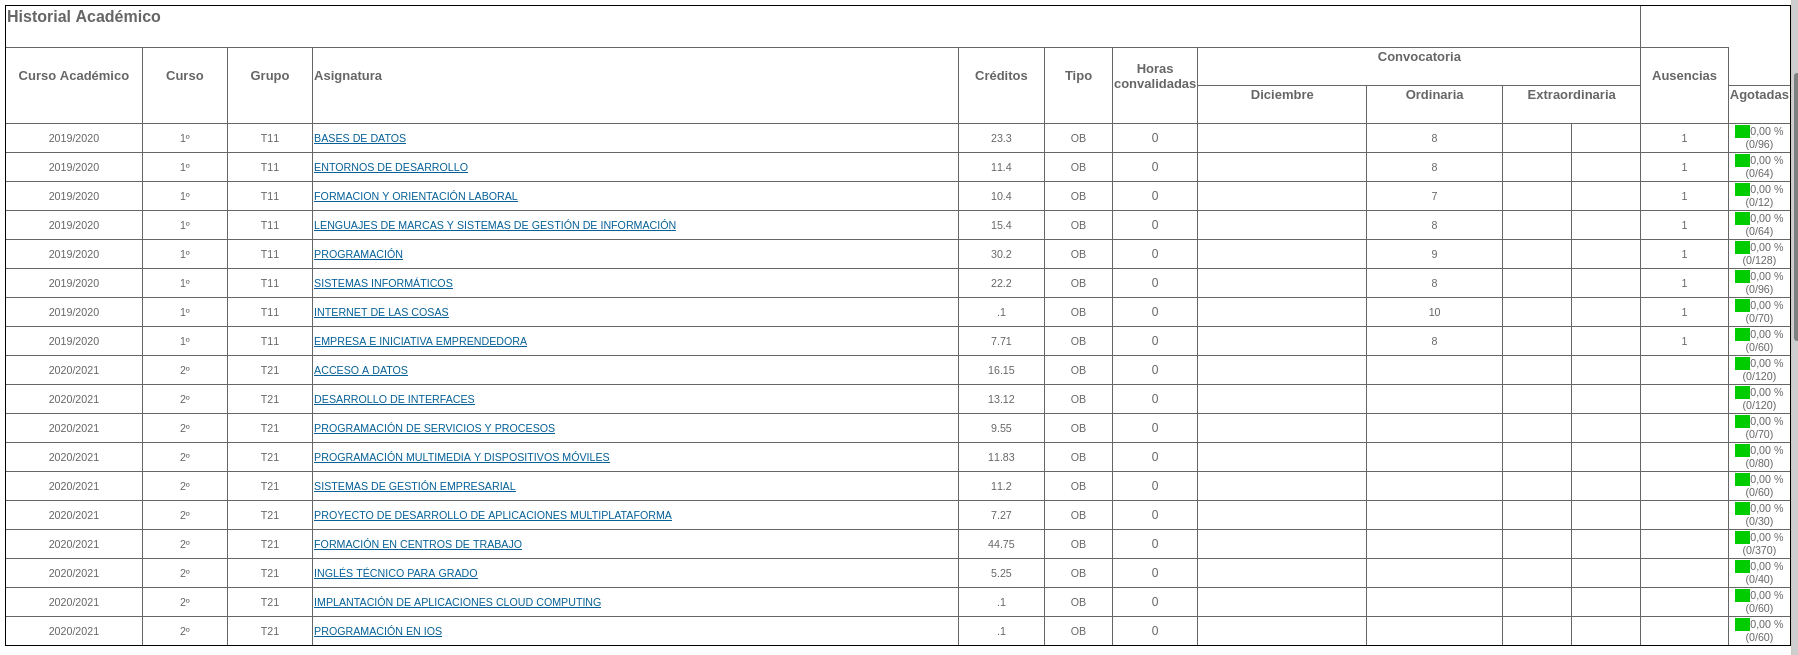 Historial Académico
Convocatoria
Curso Académico Curso Grupo Asignatura Créditos Tipo Horas convalidadas Ausencias
Diciembre Ordinaria Extraordinaria Agotadas
2019/2020 1º T11 BASES DE DATOS 23.3 OB 0 8 1 0,00 % (0/96)
2019/2020 1º T11 ENTORNOS DE DESARROLLO 11.4 OB 0 8 1 0,00 % (0/64)
2019/2020 1º T11 FORMACION Y ORIENTACIÓN LABORAL 10.4 OB 0 7 1 0,00 % (0/12)
2019/2020 1º T11 LENGUAJES DE MARCAS Y SISTEMAS DE GESTIÓN DE INFORMACIÓN 15.4 OB 0 8 1 0,00 % (0/64)
2019/2020 1º T11 PROGRAMACIÓN 30.2 OB 0 9 1 0,00 % (0/128)
2019/2020 1º T11 SISTEMAS INFORMÁTICOS 22.2 OB 0 8 1 0,00 % (0/96)
2019/2020 1º T11 INTERNET DE LAS COSAS .1 OB 0 10 1 0,00 % (0/70)
2019/2020 1º T11 EMPRESA E INICIATIVA EMPRENDEDORA 7.71 OB 0 8 1 0,00 % (0/60)
2020/2021 2º T21 ACCESO A DATOS 16.15 OB 0 0,00 % (0/120)
2020/2021 2º T21 DESARROLLO DE INTERFACES 13.12 OB 0 0,00 % (0/120)
2020/2021 2º T21 PROGRAMACIÓN DE SERVICIOS Y PROCESOS 9.55 OB 0 0,00 % (0/70)
2020/2021 2º T21 PROGRAMACIÓN MULTIMEDIA Y DISPOSITIVOS MÓVILES 11.83 OB 0 0,00 % (0/80)
2020/2021 2º T21 SISTEMAS DE GESTIÓN EMPRESARIAL 11.2 OB 0 0,00 % (0/60)
2020/2021 2º T21 PROYECTO DE DESARROLLO DE APLICACIONES MULTIPLATAFORMA 7.27 OB 0 0,00 % (0/30)
2020/2021 2º T21 FORMACIÓN EN CENTROS DE TRABAJO 44.75 OB 0 0,00 % (0/370)
2020/2021 2º T21 INGLÉS TÉCNICO PARA GRADO 5.25 OB 0 0,00 % (0/40)
2020/2021 2º T21 IMPLANTACIÓN DE APLICACIONES CLOUD COMPUTING .1 OB 0 0,00 % (0/60)
2020/2021 2º T21 PROGRAMACIÓN EN IOS .1 OB 0 0,00 % (0/60)